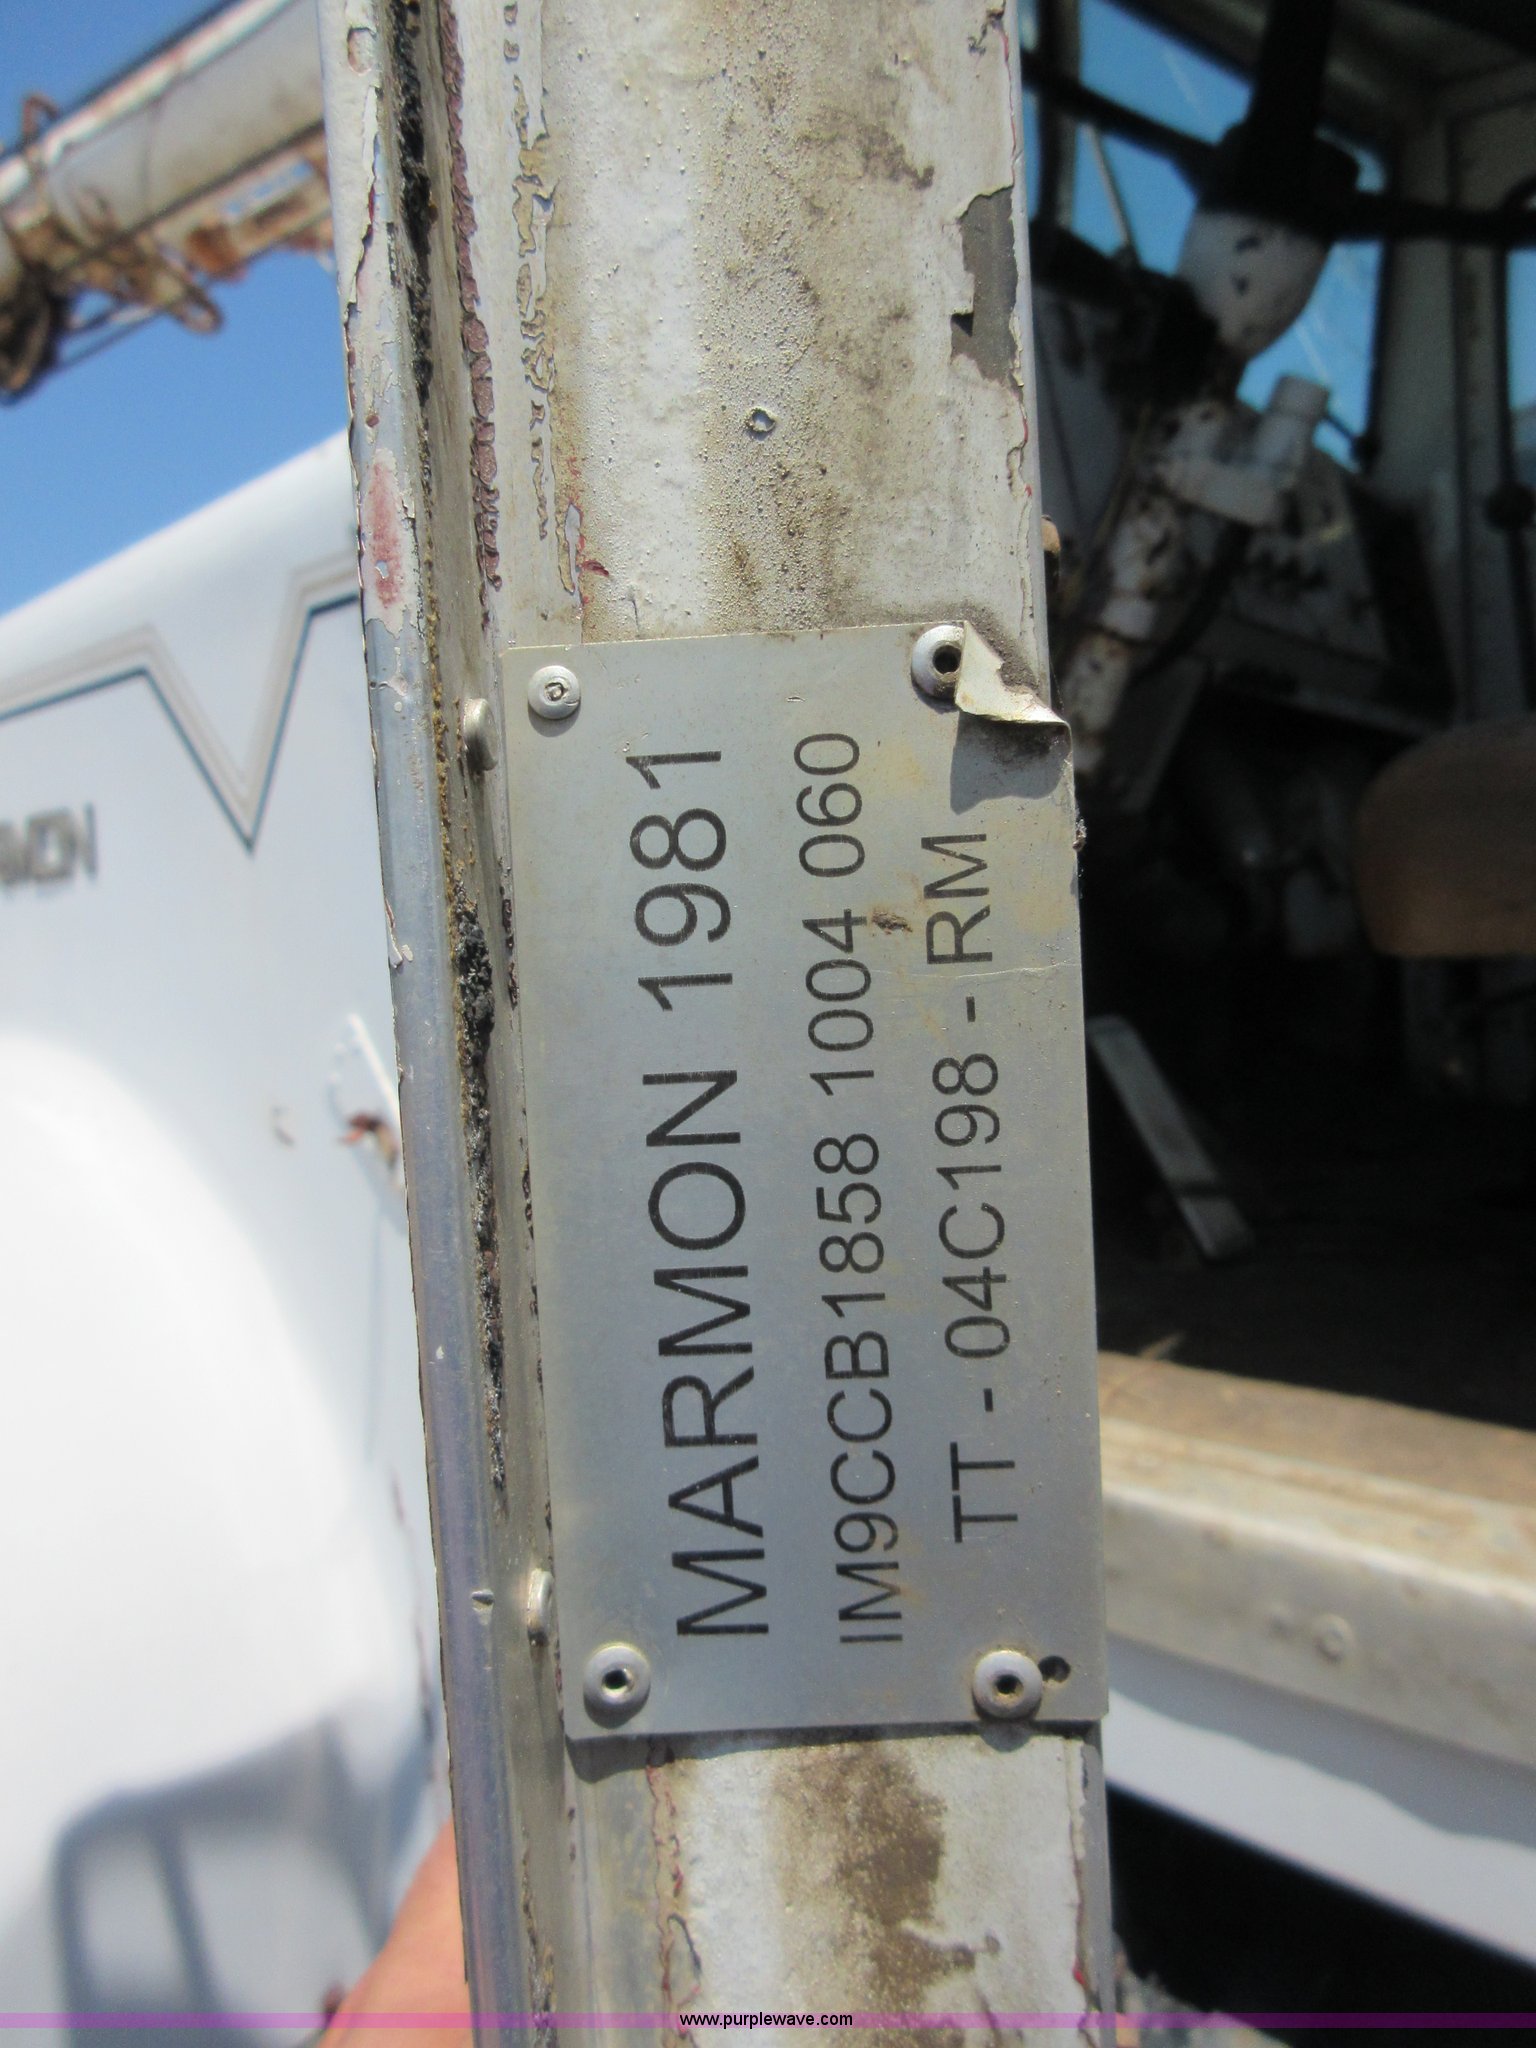 MARMON 1981
IM9CCB1858 1004 060
TT - 04C198 - RM
www.purplewave.com